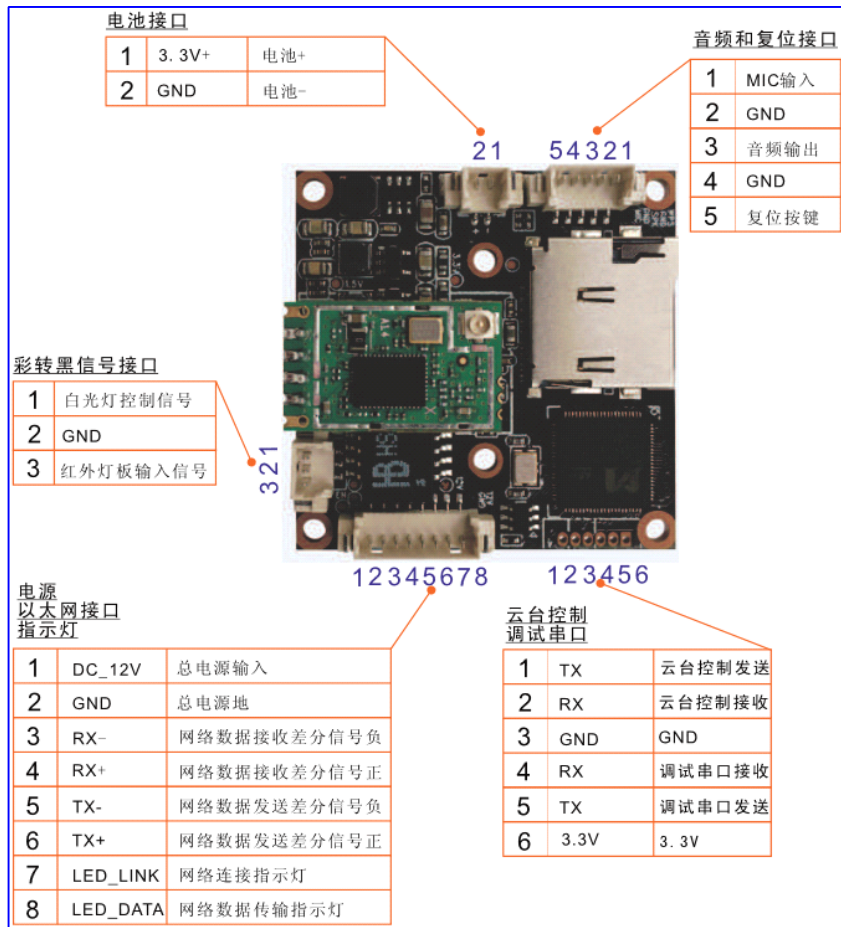 电池接口
1 3.3V+ 电池+
2 GND 电池-
音频和复位接口
1 MIC输入
2 GND
3 音频输出
4 GND
5 复位按键
21
54321
彩转黑信号接口
1 白光灯控制信号
2 GND
3 红外灯板输入信号
321
1.5V
12345678
123456
电源
以太网接口
指示灯
1 DC_12V 总电源输入
2 GND 总电源地
3 RX- 网络数据接收差分信号负
4 RX+ 网络数据接收差分信号正
5 TX- 网络数据发送差分信号负
6 TX+ 网络数据发送差分信号正
7 LED_LINK 网络连接指示灯
8 LED_DATA 网络数据传输指示灯
云台控制
调试串口
1 TX 云台控制发送
2 RX 云台控制接收
3 GND GND
4 RX 调试串口接收
5 TX 调试串口发送
6 3.3V 3.3V